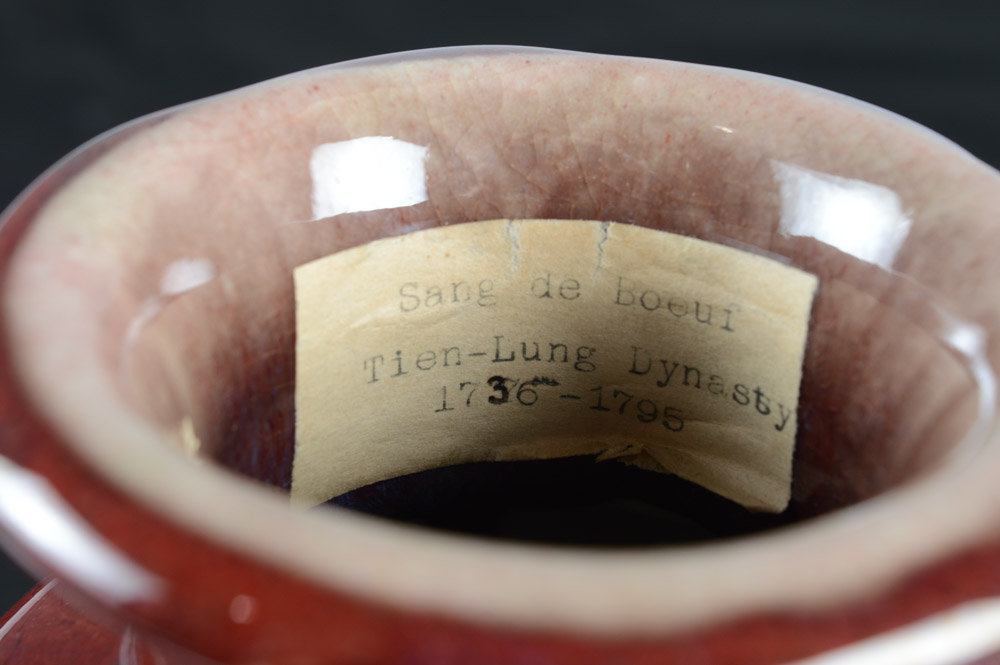 Sang de Boeuf
Tien-Lung Dynasty
1736-1795